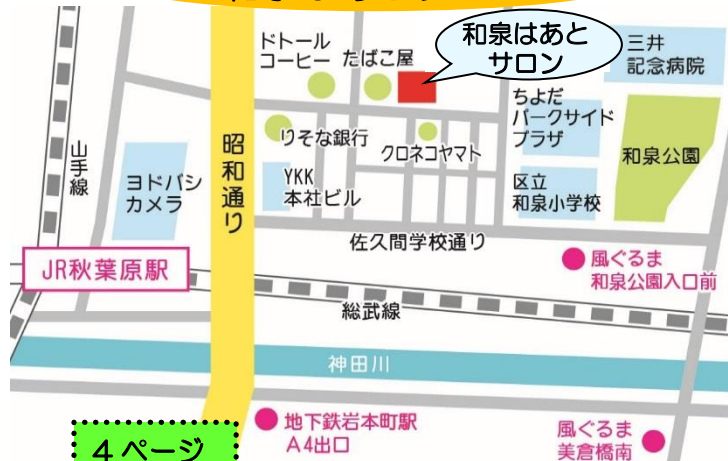 和泉はあと
サロン
三井
記念病院
ドトール
コーヒー
たばこ屋
ちよだ
パークサイド
プラザ
和泉公園
昭和通り
りそな銀行
クロネコヤマト
山手線
ヨドバシ
カメラ
YKK
本社ビル
区立
和泉小学校
佐久間学校通り
風ぐるま
和泉公園入口前
JR秋葉原駅
総武線
神田川
地下鉄岩本町駅
A4出口
風ぐるま
美倉橋南
4 ページ